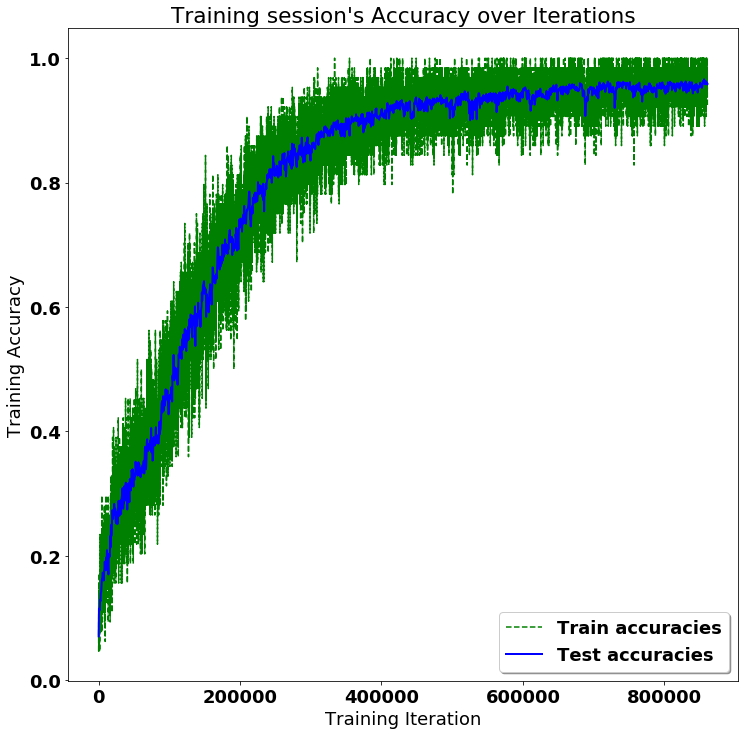 Training session's Accuracy over Iterations
Training Accuracy
1.0
0.8
0.6
0.4
0.2
0.0
0 200000 400000 600000 800000
Training Iteration
Train accuracies
Test accuracies